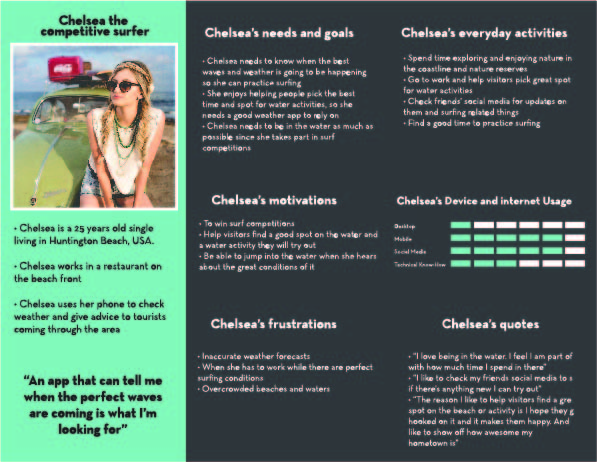 Chelsea the
competitive surfer
• Chelsea is a 25 years old single
living in Huntington Beach, USA.
• Chelsea works in a restaurant on
the beach front
• Chelsea uses her phone to check
weather and give advice to tourists
coming through the area
“An app that can tell me
when the perfect waves
are coming is what I’m
looking for”
Chelsea’s needs and goals
• Chelsea needs to know when the best
waves and weather is going to be happening
so she can practice surfing
• She enjoys helping people pick the best
time and spot for water activities, so she
needs a good weather app to rely on
• Chelsea needs to be in the water as much as
possible since she takes part in surf
competitions
Chelsea’s everyday activities
• Spend time exploring and enjoying nature in
the coastline and nature reserves
• Go to work and help visitors pick great spot
for water activities
• Check friends’ social media for updates on
them and surfing related things
• Find a good time to practice surfing
Chelsea’s motivations
• To win surf competitions
• Help visitors find a good spot on the water and
a water activity they will try out
• Be able to jump into the water when she hears
about the great conditions of it
Chelsea’s Device and internet Usage
Desktop
Mobile
Social Media
Technical Know-How
Chelsea’s frustrations
• Inaccurate weather forecasts
• When she has to work while there are perfect
surfing conditions
• Overcrowded beaches and waters
Chelsea’s quotes
• “I love being in the water. I feel I am part of
with how much time I spend in there”
• “I like to check my friends social media to s
if there’s anything new I can try out”
• “The reason I like to help visitors find a gre
spot on the beach or activity is I hope they g
hooked on it and it makes them happy. And
like to show off how awesome my
hometown is”